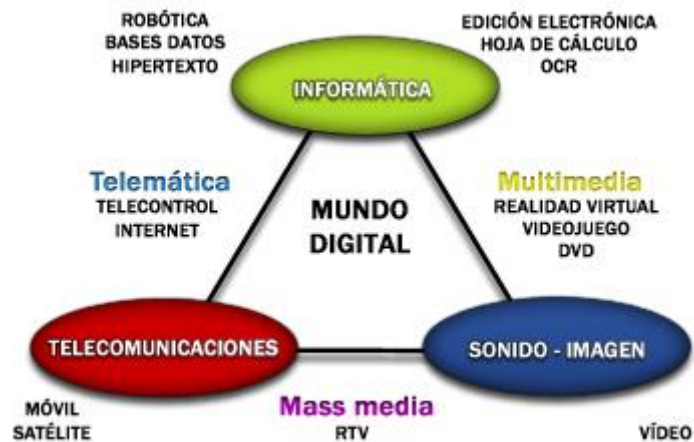 ROBÓTICA
BASES DATOS
HIPERTEXTO
EDICIÓN ELECTRÓNICA
HOJA DE CÁLCULO
OCR
INFORMÁTICA
Telemática
TELECONTROL
INTERNET
MUNDO
DIGITAL
Multimedia
REALIDAD VIRTUAL
VIDEOJUEGO
DVD
TELECOMUNICACIONES
SONIDO - IMAGEN
MÓVIL
SATÉLITE
Mass media
RTV
VÍDEO